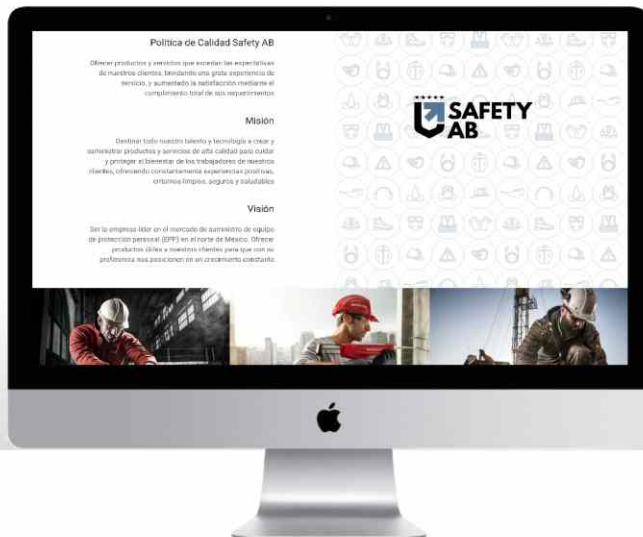 Política de Calidad Safety AB
Ofrecer productos y servicios que excedan las expectativas
de nuestros clientes, brindando una grata experiencia de
servicio, y aumentado la satisfacción mediante el
cumplimiento total de sus requerimientos
Misión
Destinar todo nuestro talento y tecnología a crear y
suministrar productos y servicios de alta calidad para cuidar
y proteger el bienestar de los trabajadores de nuestros
clientes, ofreciendo constantemente experiencias positivas,
entornos limpios, seguros y saludables
Visión
Ser la empresa líder en el mercado de suministro de equipo
de protección personal (EPP) en el norte de México. Ofrecer
productos útiles a nuestros clientes para que con su
preferencia nos posicionen en un crecimiento constante
SAFETY
AB